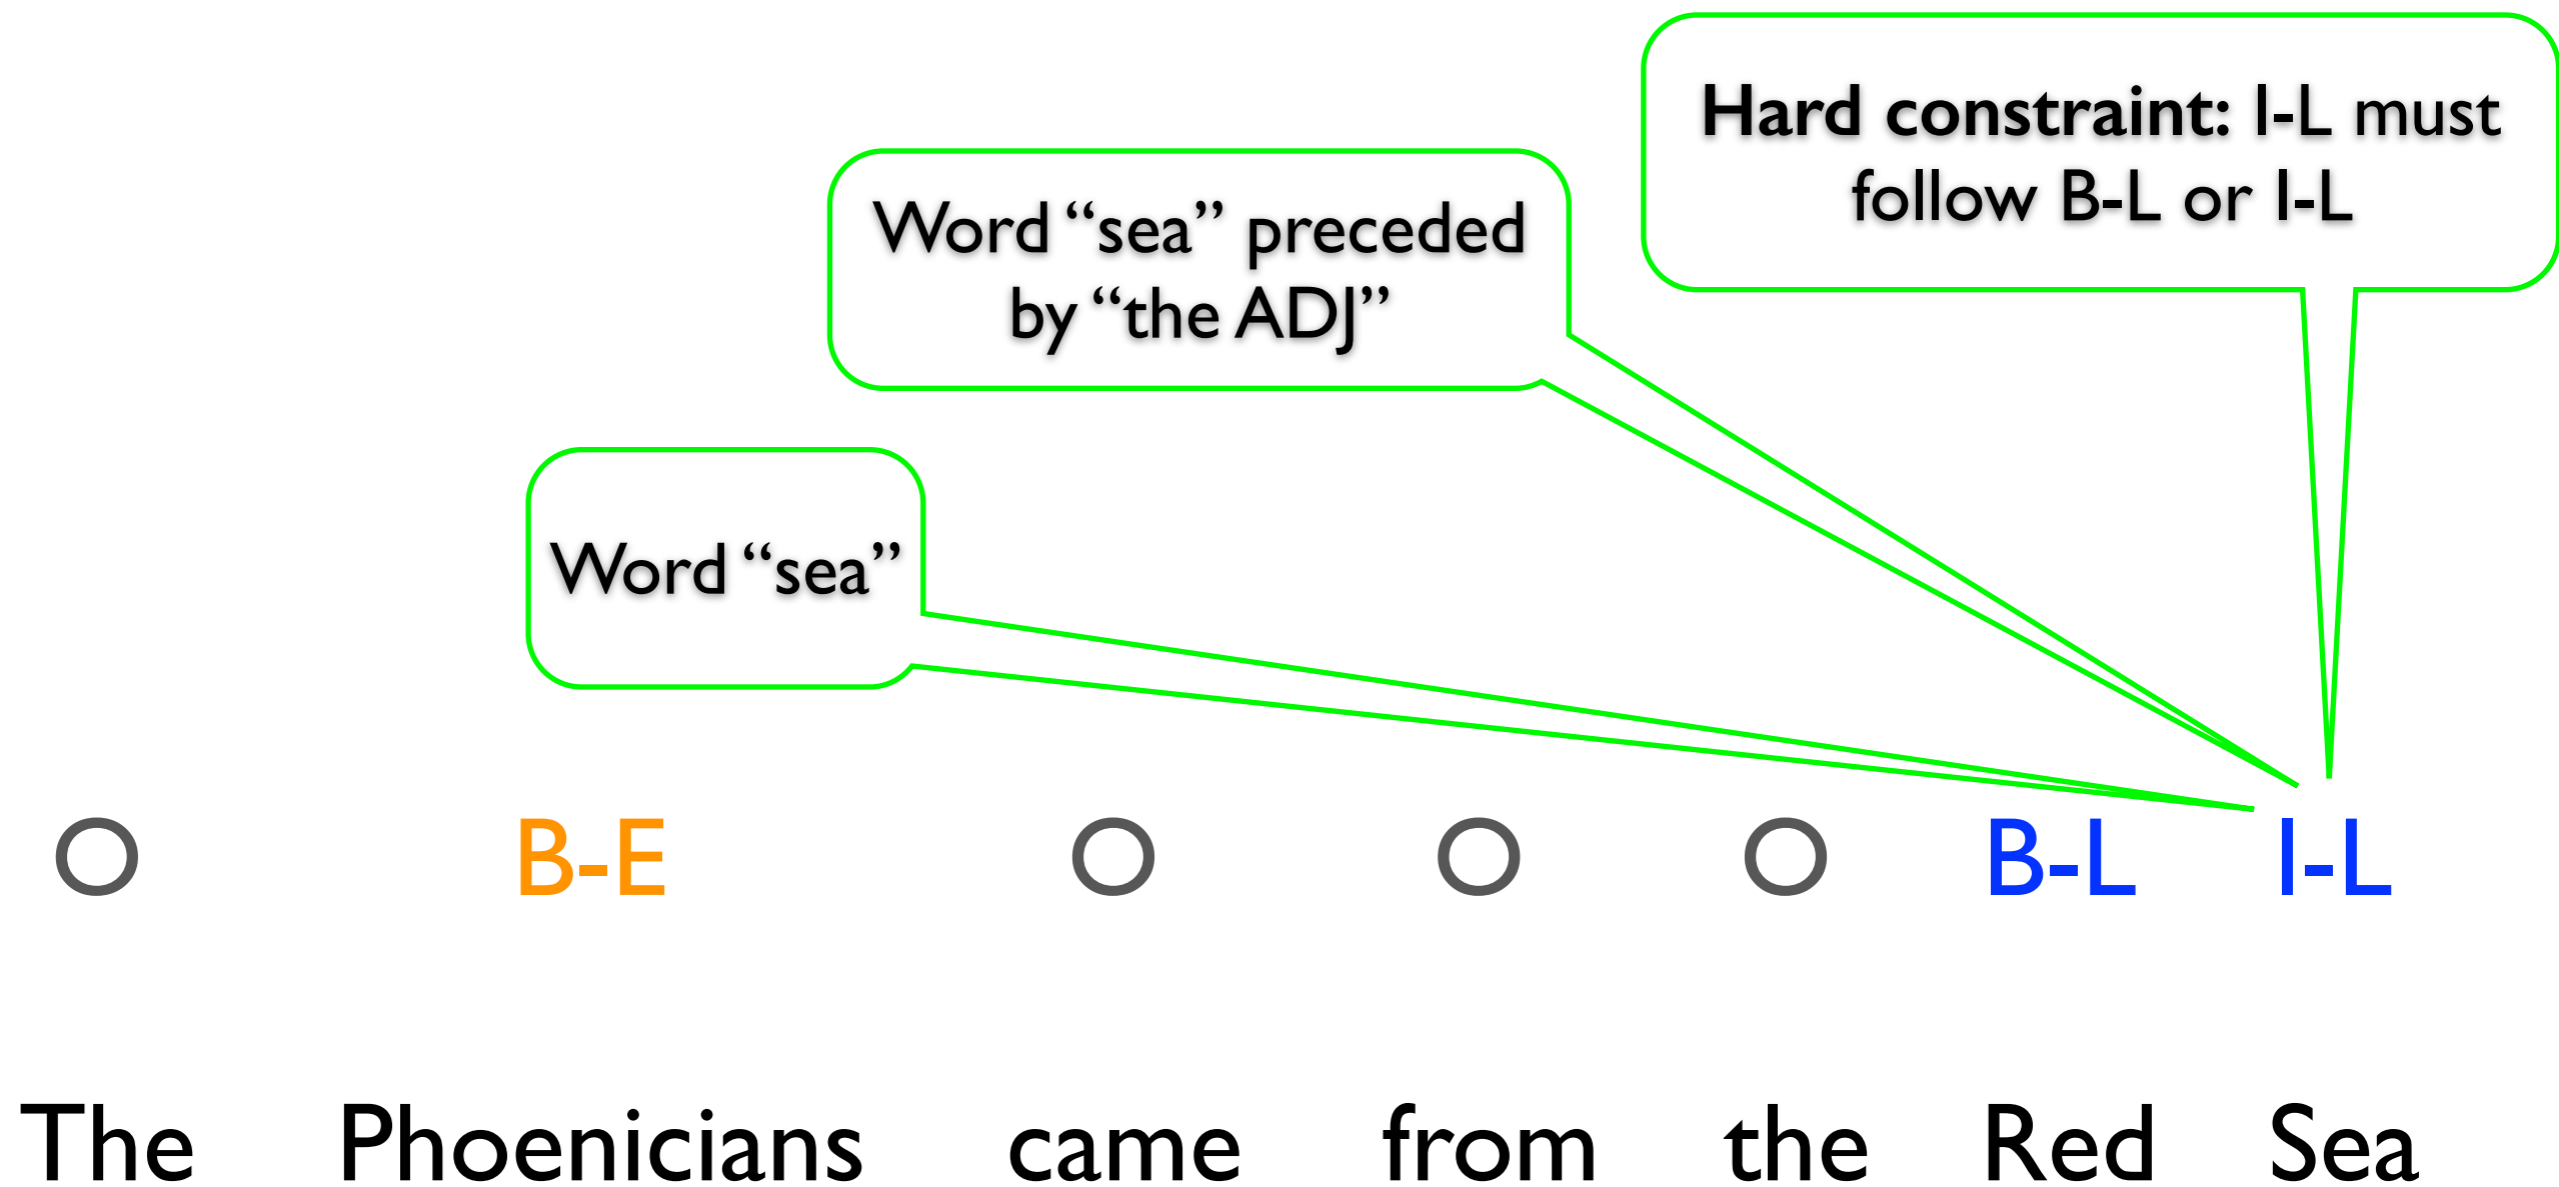 Hard constraint: I-L must
follow B-L or I-L
Word “sea” preceded
by “the ADJ”
Word “sea”
O B-E O O O B-L I-L
The Phoenicians came from the Red Sea